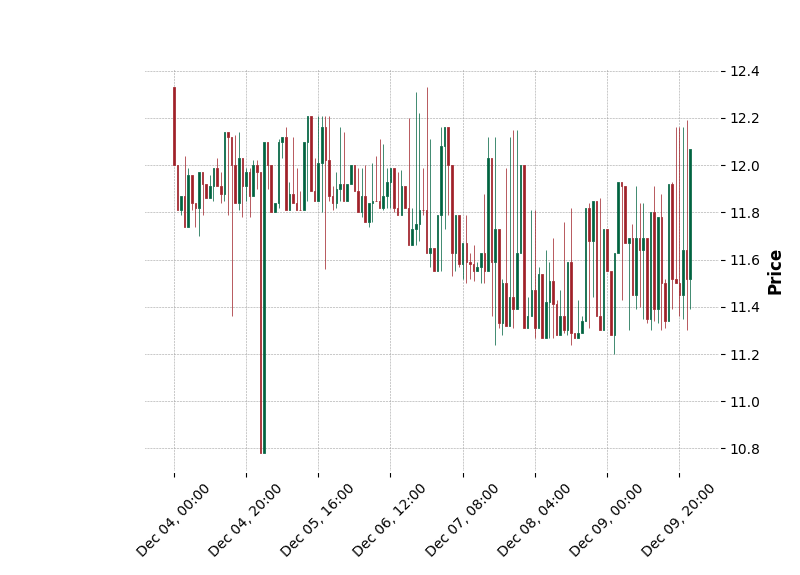 12.4
12.2
12.0
11.8
11.6
11.4
11.2
11.0
10.8
Price
Dec 04, 00:00
Dec 04, 20:00
Dec 05, 16:00
Dec 06, 12:00
Dec 07, 08:00
Dec 08, 04:00
Dec 09, 00:00
Dec 09, 20:00